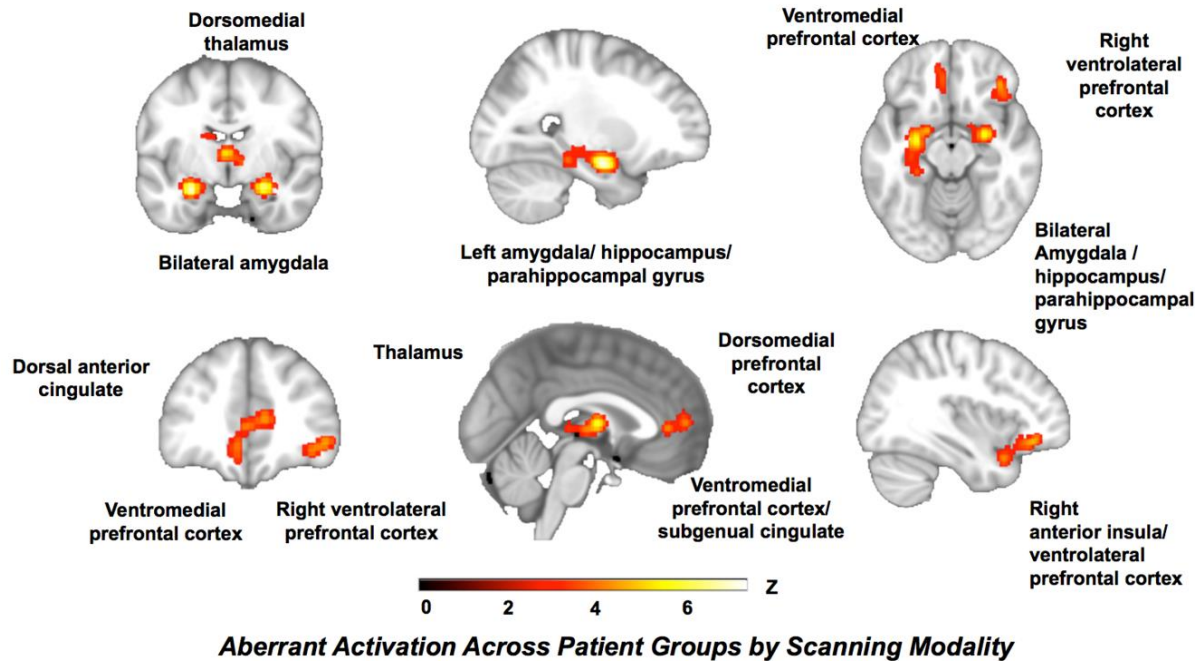 Dorsomedial
thalamus
Bilateral amygdala
Left amygdala/ hippocampus/
parahippocampal gyrus
Ventromedial
prefrontal cortex
Right
ventrolateral
prefrontal
cortex
Bilateral
Amygdala /
hippocampus/
parahippocampal
gyrus
Dorsal anterior
cingulate
Ventromedial
prefrontal cortex
Right ventrolateral
prefrontal cortex
Thalamus
Dorsomedial
prefrontal
cortex
Ventromedial
prefrontal cortex/
subgenual cingulate
Right
anterior insula/
ventrolateral
prefrontal cortex
Z
0 2 4 6
Aberrant Activation Across Patient Groups by Scanning Modality